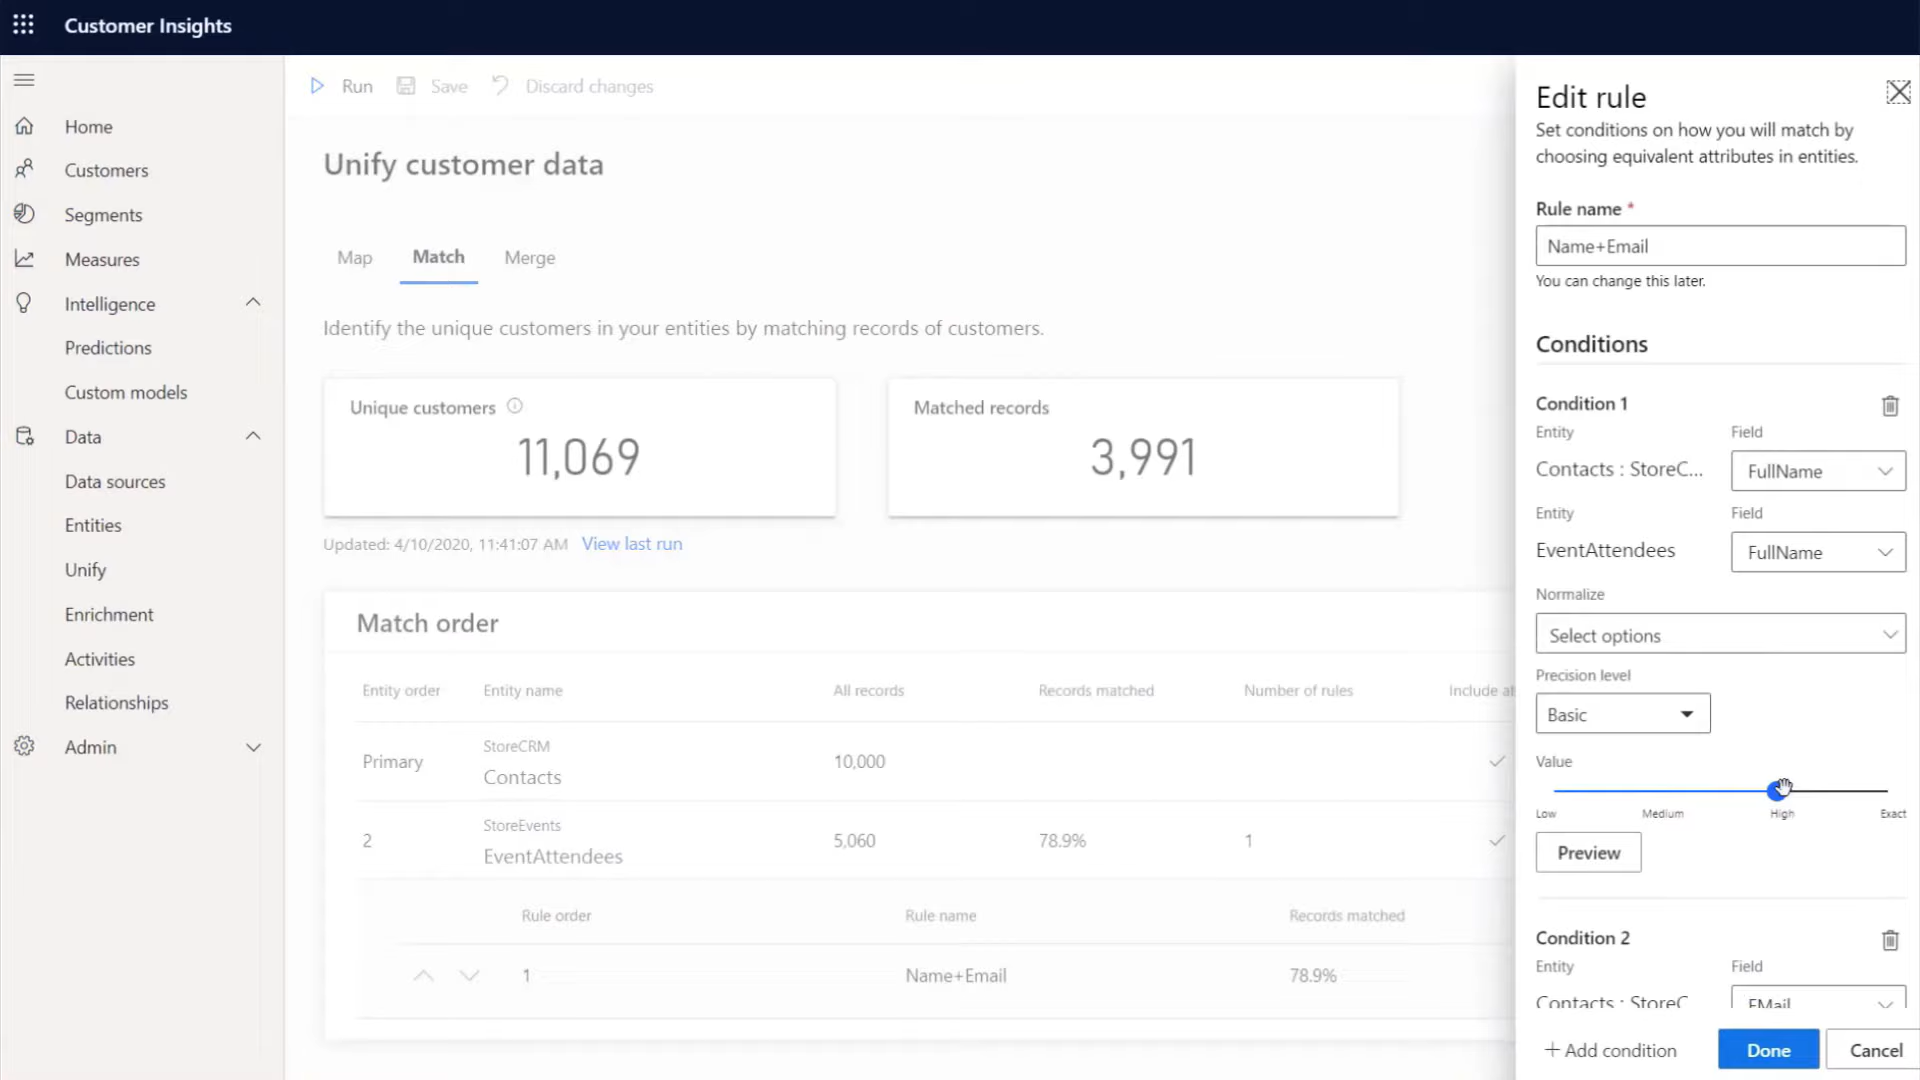 Customer Insights
Home
Customers
Segments
Measures
Intelligence
Predictions
Custom models
Data
Data sources
Entities
Unify
Enrichment
Activities
Relationships
Admin
Run
Save
Discard changes
Unify customer data
Map
Match
Merge
Identify the unique customers in your entities by matching records of customers.
Unique customers
11,069
Matched records
3,991
Updated: 4/10/2020, 11:41:07 AM View last run
Match order
Entity order
Entity name
All records
Records matched
Number of rules
Include
Primary
StoreCRM
Contacts
10,000
2
StoreEvents
EventAttendees
5,060
78.9%
1
Rule order
Rule name
Records matched
1
Name+Email
78.9%
Edit rule
Set conditions on how you will match by
choosing equivalent attributes in entities.
Rule name *
Name+Email
You can change this later.
Conditions
Condition 1
Entity
Field
Contacts : StoreC...
FullName
Entity
Field
EventAttendees
FullName
Normalize
Select options
Precision level
Basic
Value
Low
Medium
High
Exact
Preview
Condition 2
Entity
Field
Contacts : StoreC
EMail
+ Add condition
Done
Cancel